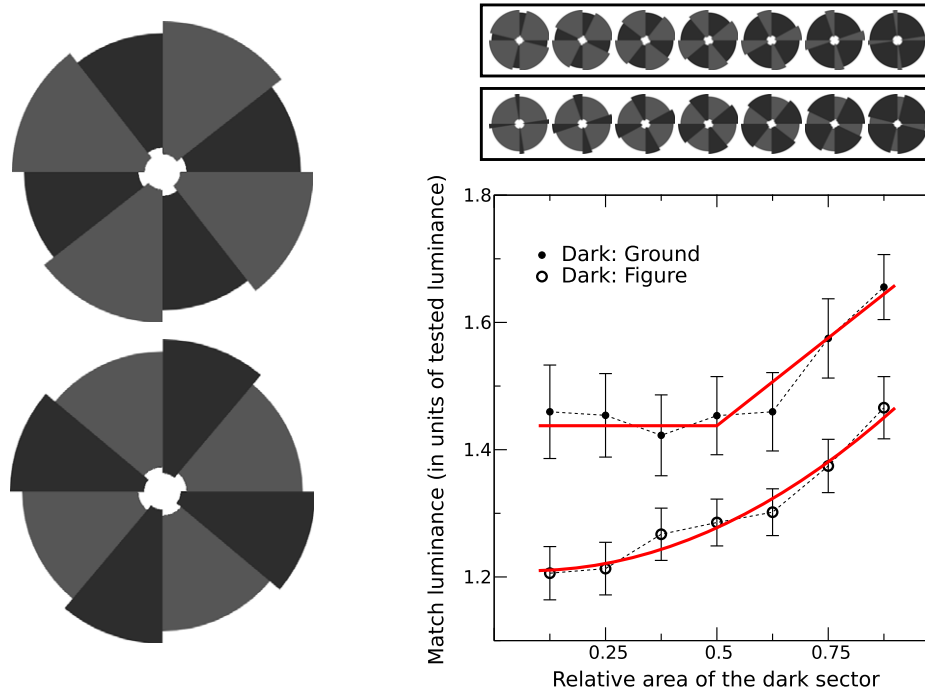 1.8
1.6
1.4
1.2
Match luminance (in units of tested luminance)
Dark: Ground
Dark: Figure
0.25 0.5 0.75
Relative area of the dark sector